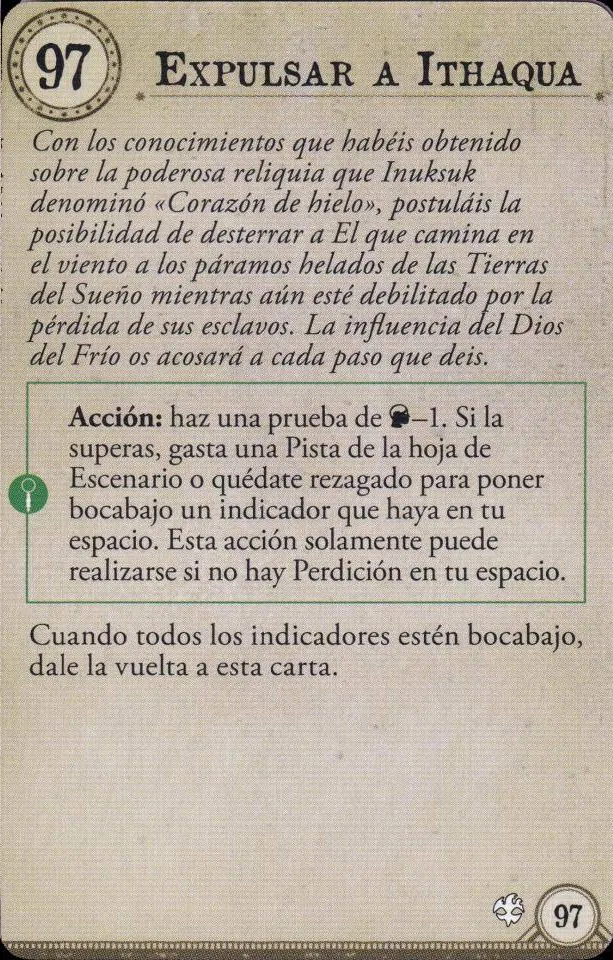 97
Expulsar a Ithaqua
Con los conocimientos que habéis obtenido
sobre la poderosa reliquia que Inuksuk
denominó «Corazón de hielo», postuláis la
posibilidad de desterrar a El que camina en
el viento a los páramos helados de las Tierras
del Sueño mientras aún esté debilitado por la
pérdida de sus esclavos. La influencia del Dios
del Frío os acosará a cada paso que deis.
Acción: haz una prueba de –1. Si la
superas, gasta una Pista de la hoja de
Escenario o quédate rezagado para poner
bocabajo un indicador que haya en tu
espacio. Esta acción solamente puede
realizarse si no hay Perdición en tu espacio.
Cuando todos los indicadores estén bocabajo,
dale la vuelta a esta carta.
97